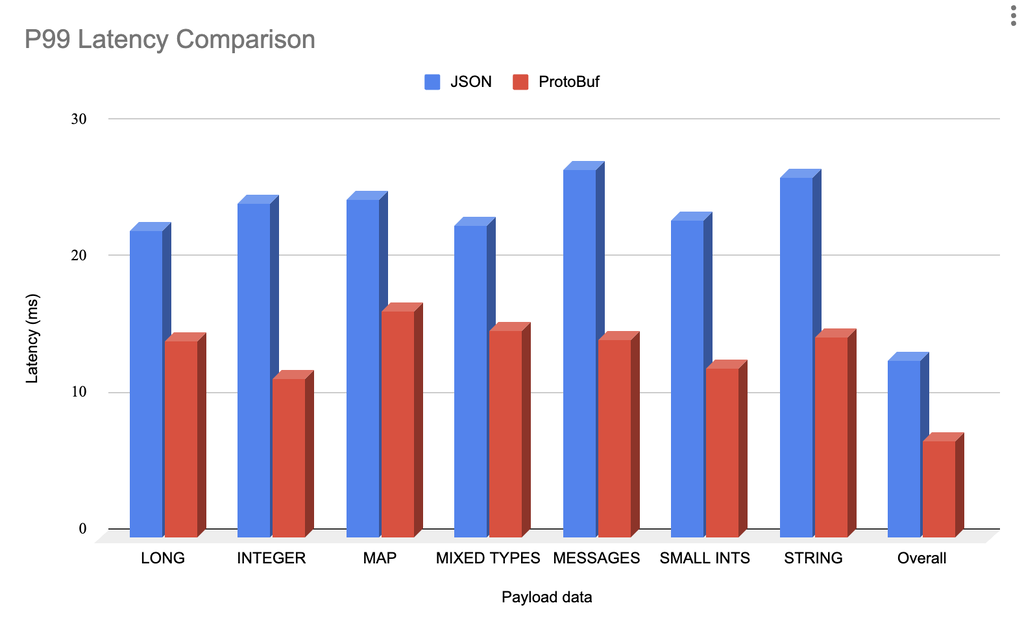 P99 Latency Comparison
JSON ProtoBuf
30
20
10
0
Latency (ms)
LONG INTEGER MAP MIXED TYPES MESSAGES SMALL INTS STRING Overall
Payload data